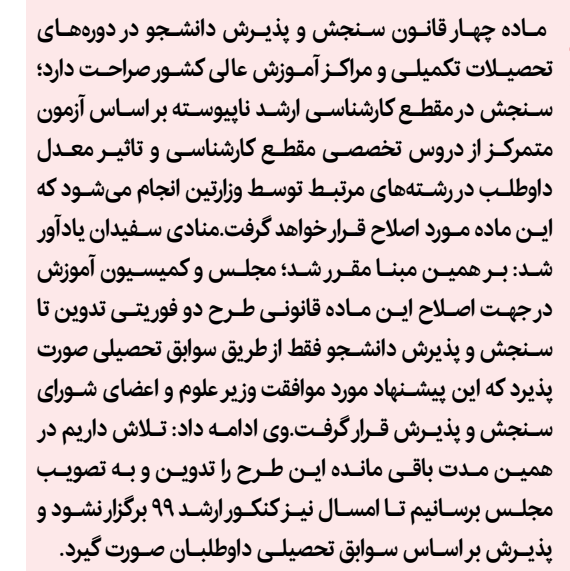 ماده چهار قانون سنجش و پذیرش دانشجو در دوره‌های
تحصیلات تکمیلی و مراکز آموزش عالی کشور صراحت دارد؛
سنجش در مقطع کارشناسی ارشد ناپیوسته بر اساس آزمون
متمرکز از دروس تخصصی مقطع کارشناسی و تاثیر معدل
داوطلب در رشته‌های مرتبط توسط وزارتین انجام می‌شود که
این ماده مورد اصلاح قرار خواهد گرفت.منادی سفیدان یادآور
شد: بر همین مبنا مقرر شد؛ مجلس و کمیسیون آموزش
در جهت اصلاح این ماده قانونی طرح دو فوریتی تدوین تا
سنجش و پذیرش دانشجو فقط از طریق سوابق تحصیلی صورت
پذیرد که این پیشنهاد مورد موافقت وزیر علوم و اعضای شورای
سنجش و پذیرش قرار گرفت.وی ادامه داد: تلاش داریم در
همین مدت باقی مانده این طرح را تدوین و به تصویب
مجلس برسانیم تا امسال نیز کنکور ارشد ۹۹ برگزار نشود و
پذیرش بر اساس سوابق تحصیلی داوطلبان صورت گیرد.